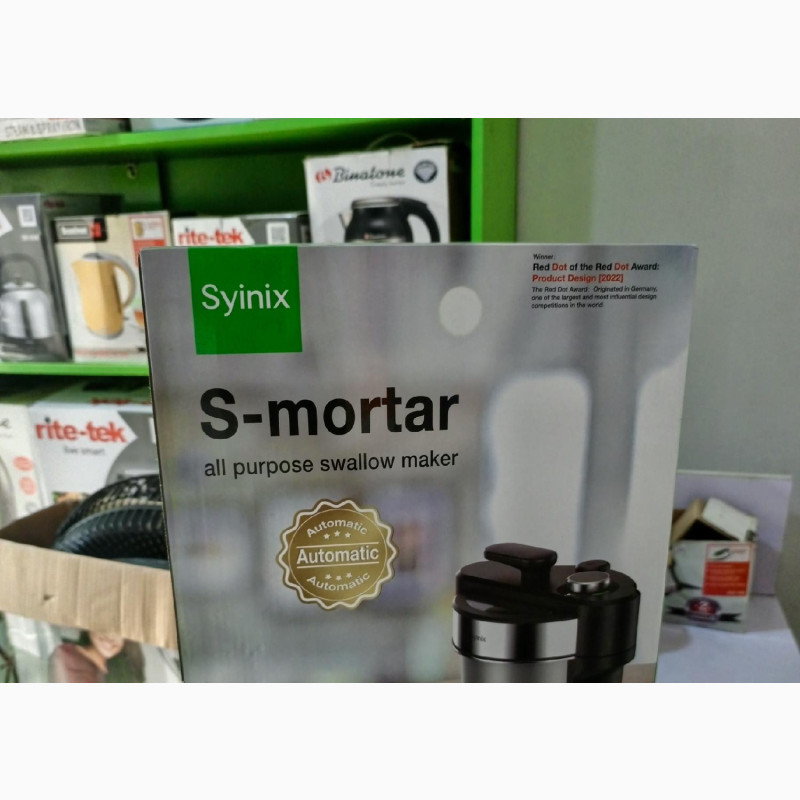 Binatone
rite-tek
Syinix
Winner:
Red Dot of the Red Dot Award:
Product Design [2022]
The Red Dot Award: Originated in Germany,
one of the largest and most influential design
competitions in the world
S-mortar
all purpose swallow maker
rite-tek
live smart
Automatic
Automatic
Automatic